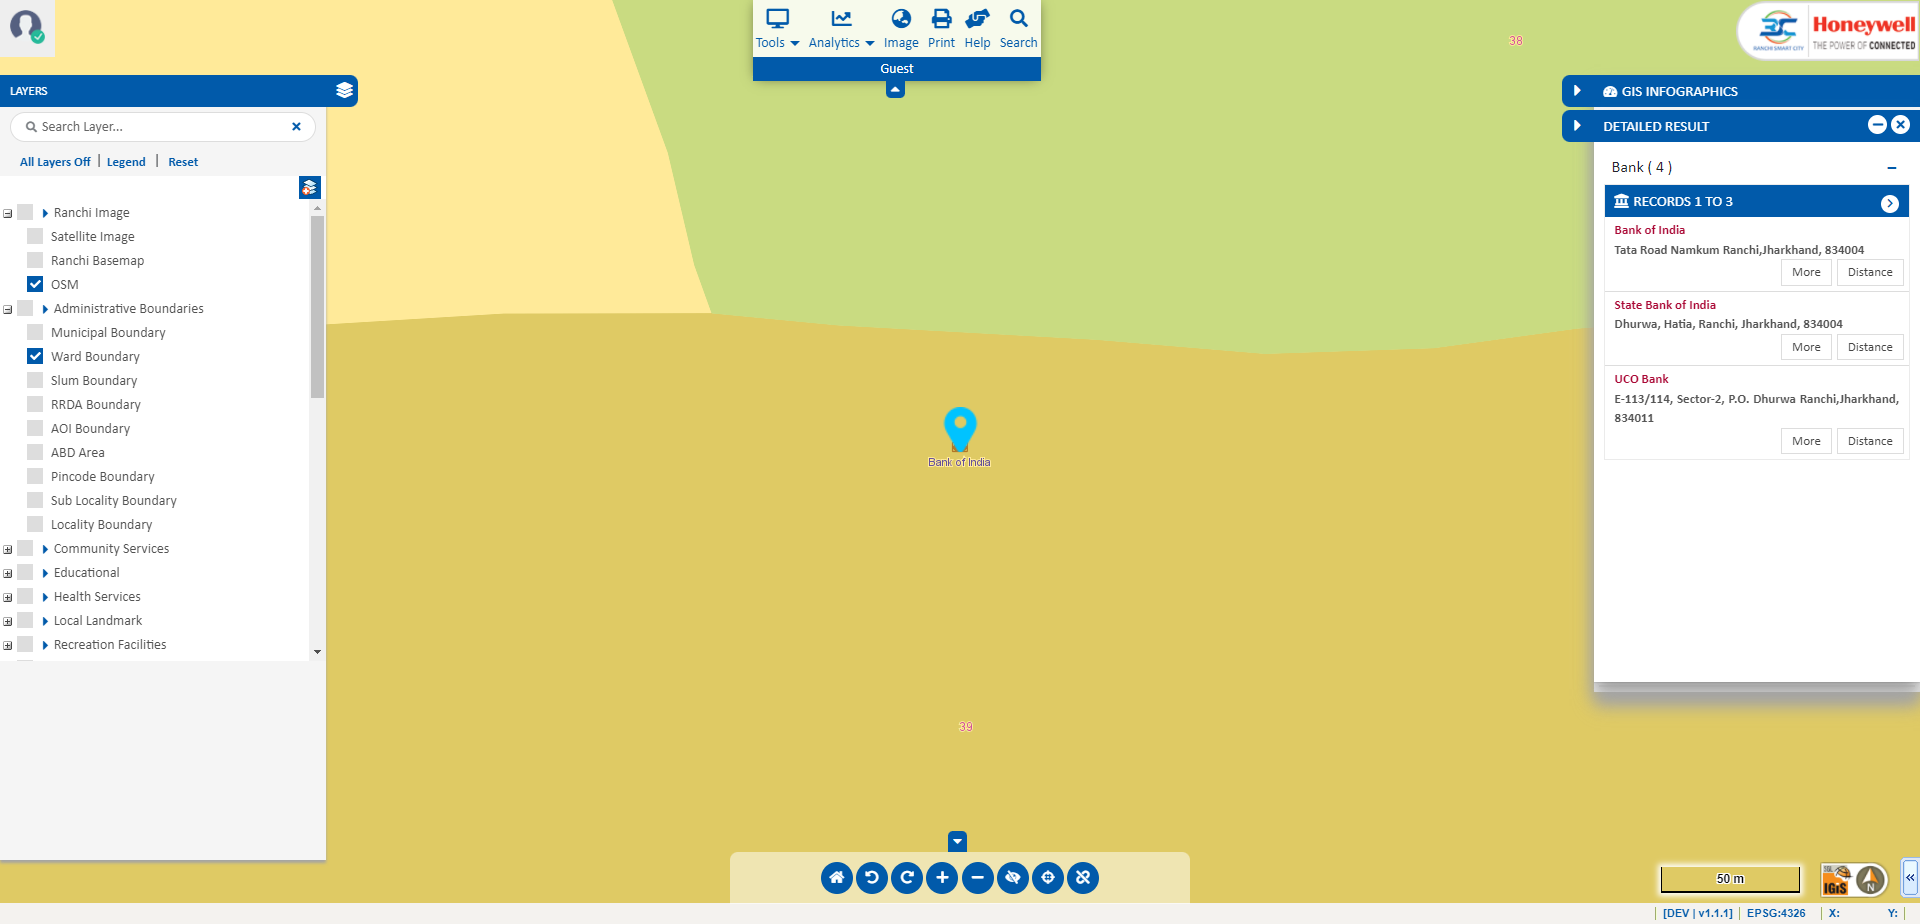 Tools
Analytics
Image
Print
Help
Search
Guest
38
RANCHI SMART CITY
Honeywell
THE POWER OF CONNECTED
LAYERS
Search Layer...
All Layers Off
Legend
Reset
Ranchi Image
Satellite Image
Ranchi Basemap
OSM
Administrative Boundaries
Municipal Boundary
Ward Boundary
Slum Boundary
RRDA Boundary
AOI Boundary
ABD Area
Pincode Boundary
Sub Locality Boundary
Locality Boundary
Community Services
Educational
Health Services
Local Landmark
Recreation Facilities
Bank of India
39
GIS INFOGRAPHICS
DETAILED RESULT
Bank ( 4 )
RECORDS 1 TO 3
Bank of India
Tata Road Namkum Ranchi,Jharkhand, 834004
More
Distance
State Bank of India
Dhurwa, Hatia, Ranchi, Jharkhand, 834004
More
Distance
UCO Bank
E-113/114, Sector-2, P.O. Dhurwa Ranchi,Jharkhand,
834011
More
Distance
50 m
SGL
IGiS
N
[DEV | v1.1.1]
EPSG:4326
X:
Y: